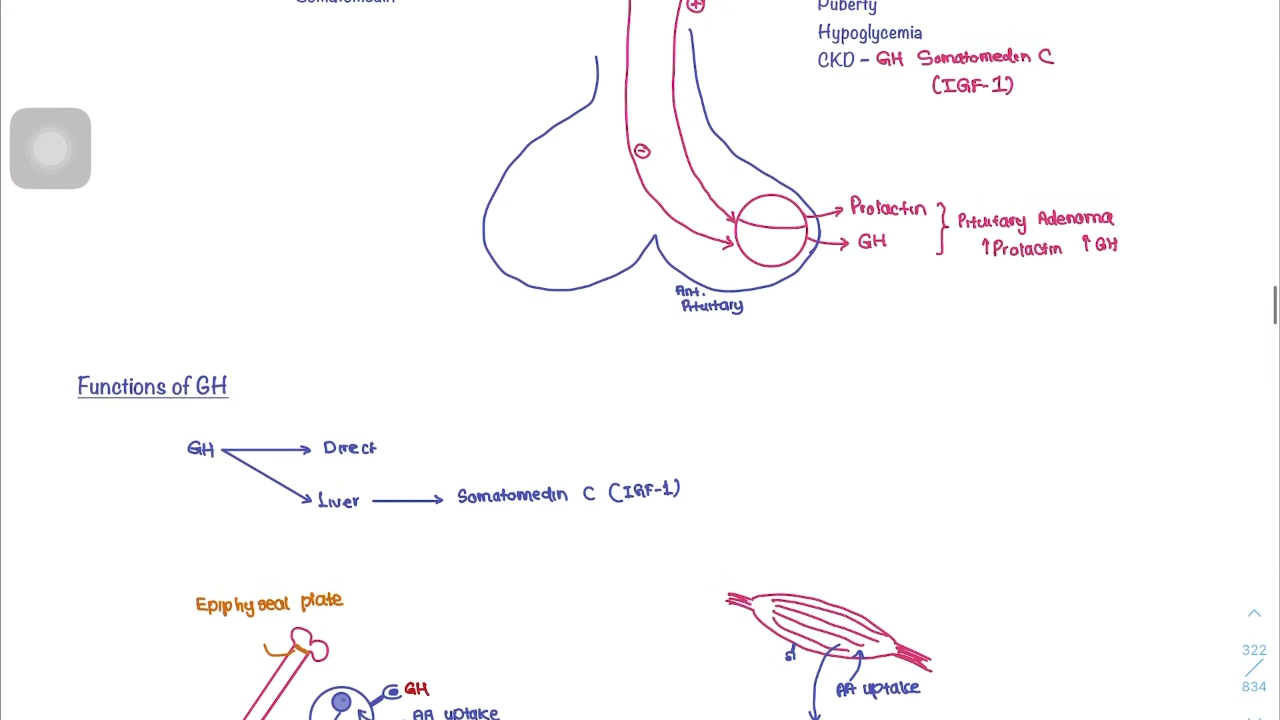 Somatomedin
Puberty
Hypoglycemia
CKD - GH Somatomedin C
(IGF-1)
+
-
Prolactin
GH
Pituitary Adenoma
↑Prolactin ↑GH
Ant.
Pituitary
Functions of GH
GH → Direct
Liver → Somatomedin C (IGF-1)
Epiphyseal plate
GH
AA uptake
AA uptake
322
834